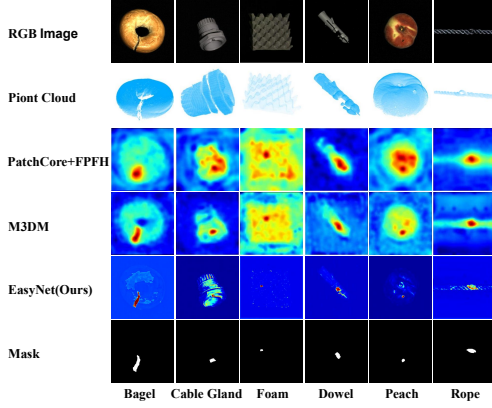 RGB Image
Piont Cloud
PatchCore+FPFH
M3DM
EasyNet(Ours)
Mask
Bagel Cable Gland Foam Dowel Peach Rope